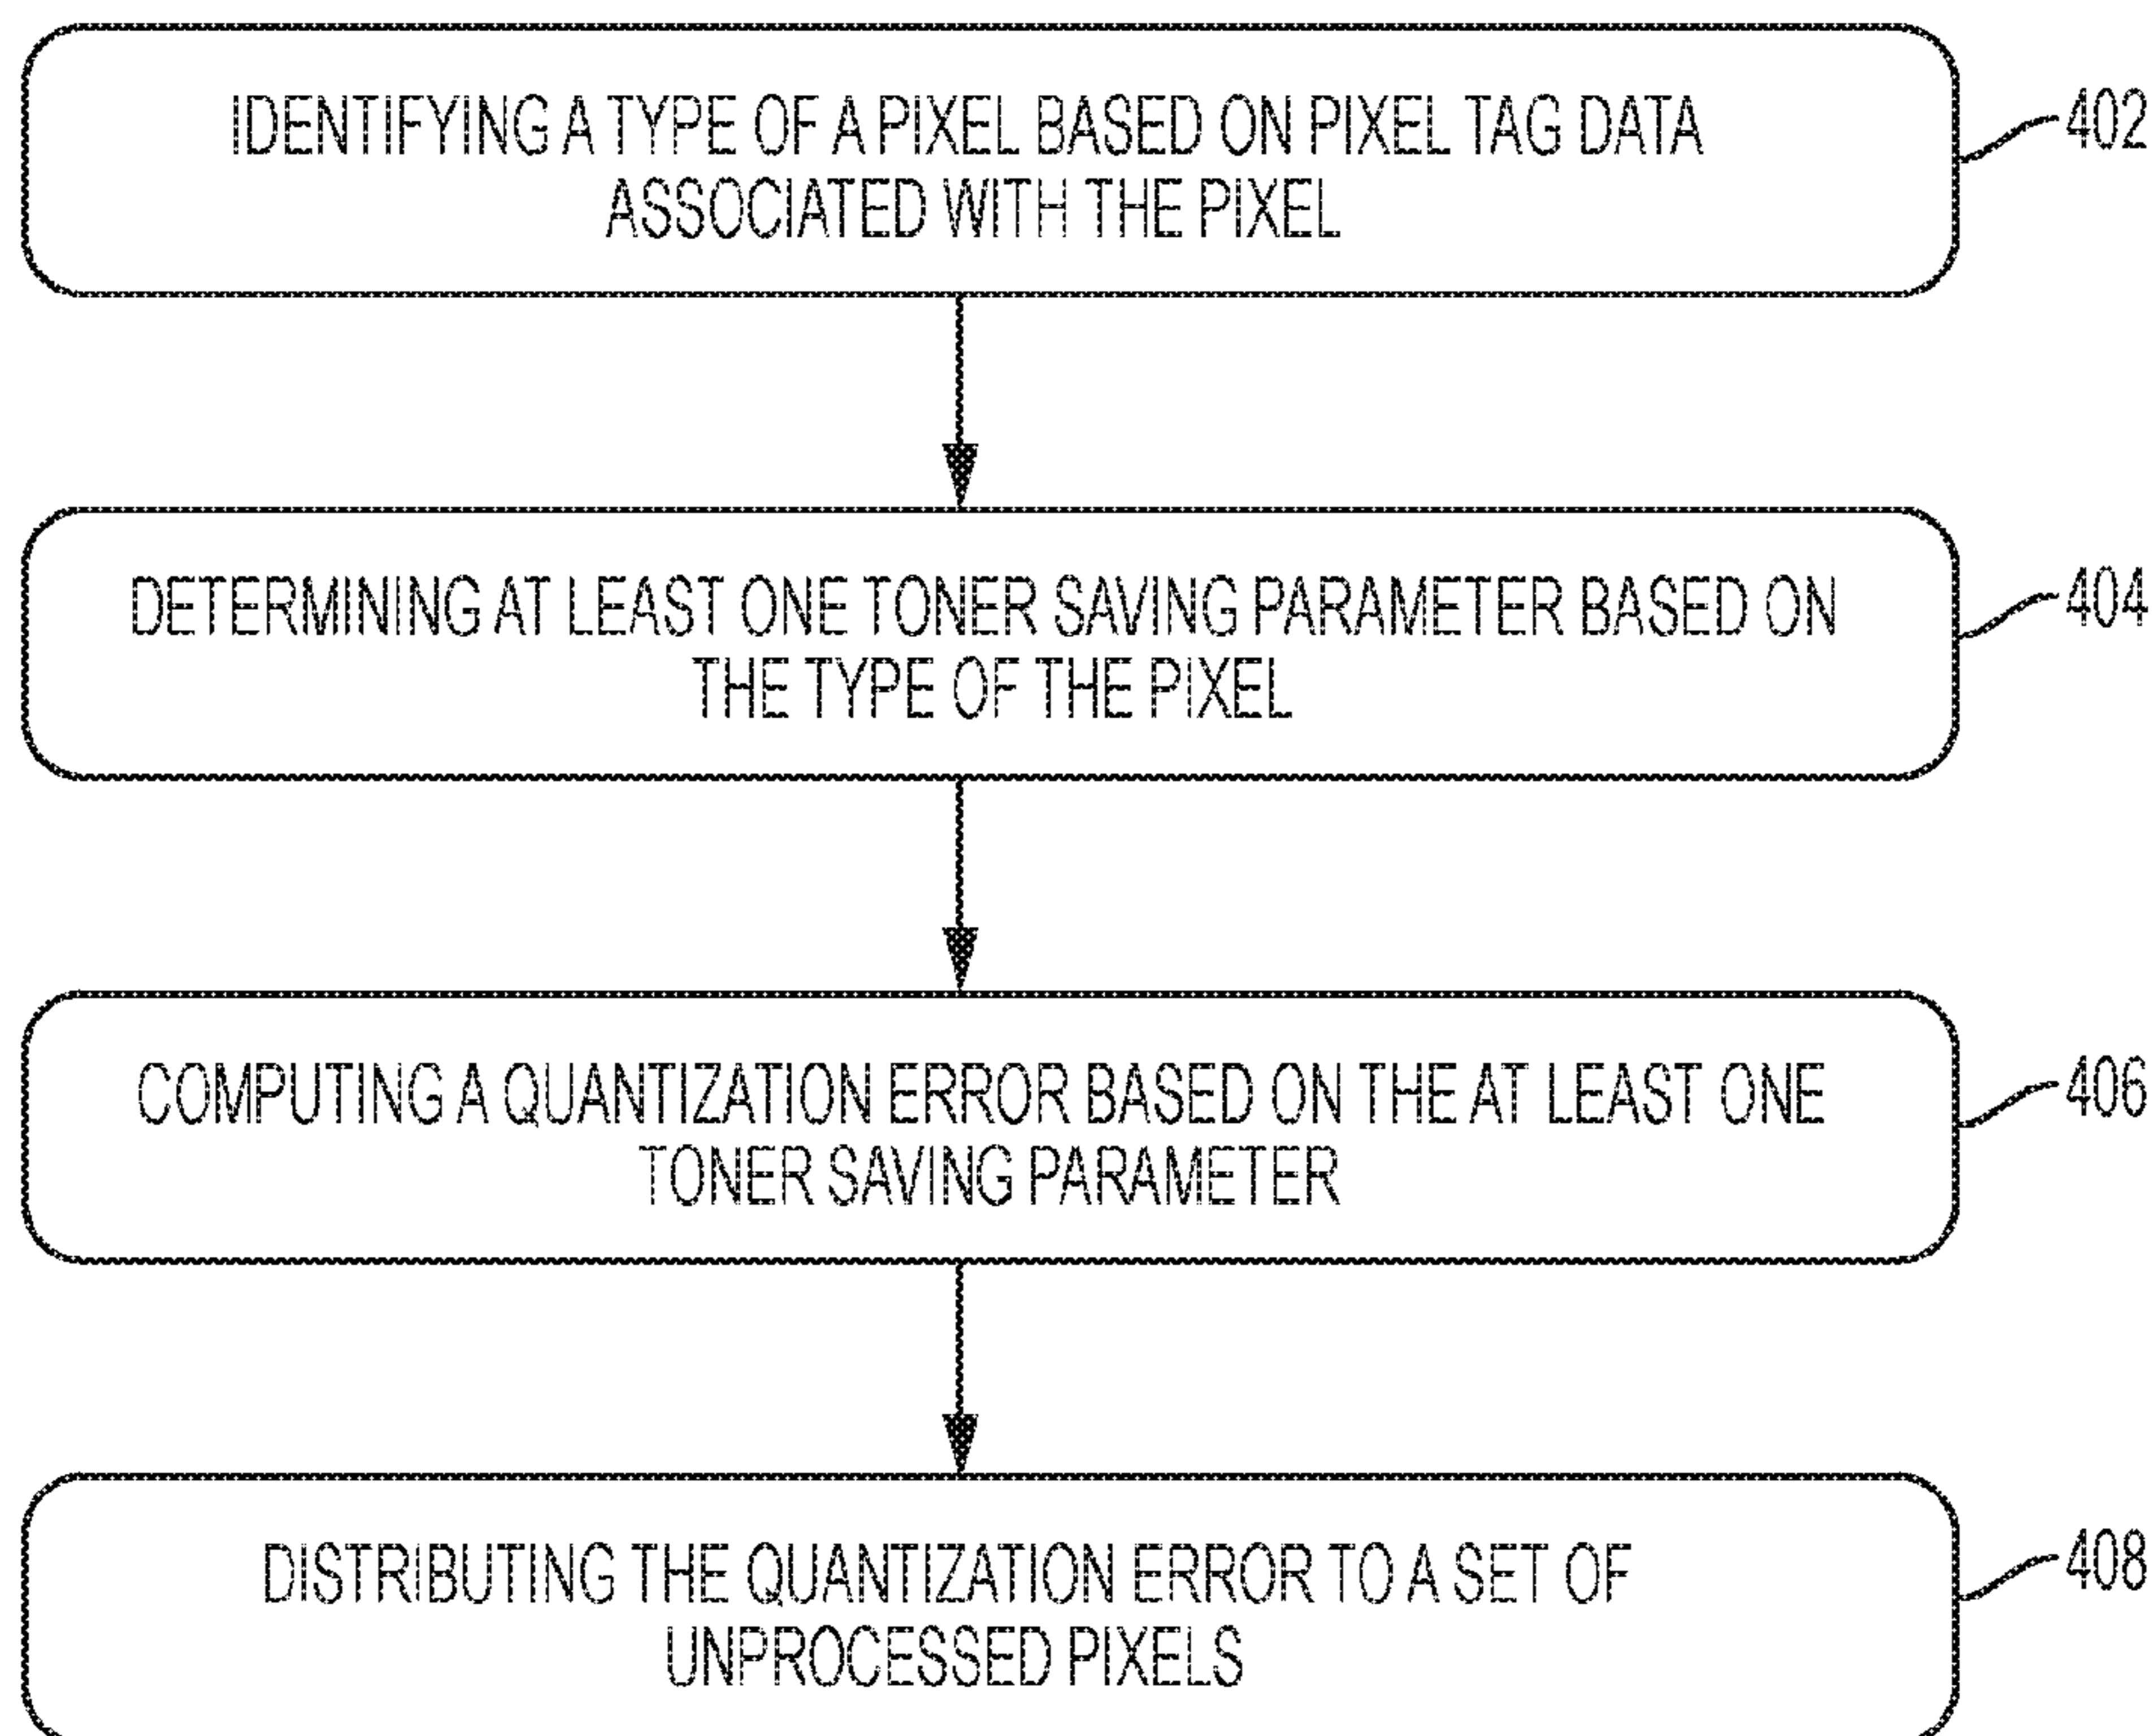 IDENTIFYING A TYPE OF A PIXEL BASED ON PIXEL TAG DATA
ASSOCIATED WITH THE PIXEL
402
DETERMINING AT LEAST ONE TONER SAVING PARAMETER BASED ON
THE TYPE OF THE PIXEL
404
COMPUTING A QUANTIZATION ERROR BASED ON THE AT LEAST ONE
TONER SAVING PARAMETER
406
DISTRIBUTING THE QUANTIZATION ERROR TO A SET OF
UNPROCESSED PIXELS
408